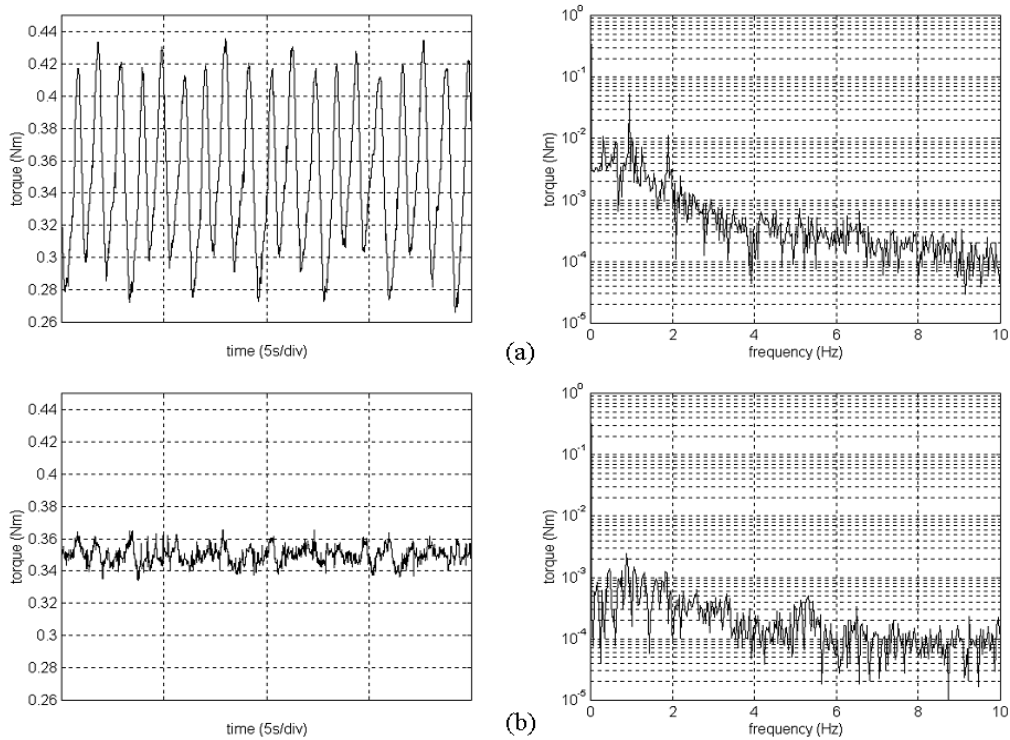 0.44
0.42
0.4
0.38
0.36
0.34
0.32
0.3
0.28
0.26
torque (Nm)
time (5s/div)
10^0
10^-1
10^-2
10^-3
10^-4
10^-5
torque (Nm)
0 2 4 6 8 10
frequency (Hz)
(a)
0.44
0.42
0.4
0.38
0.36
0.34
0.32
0.3
0.28
0.26
torque (Nm)
time (5s/div)
10^0
10^-1
10^-2
10^-3
10^-4
10^-5
torque (Nm)
0 2 4 6 8 10
frequency (Hz)
(b)